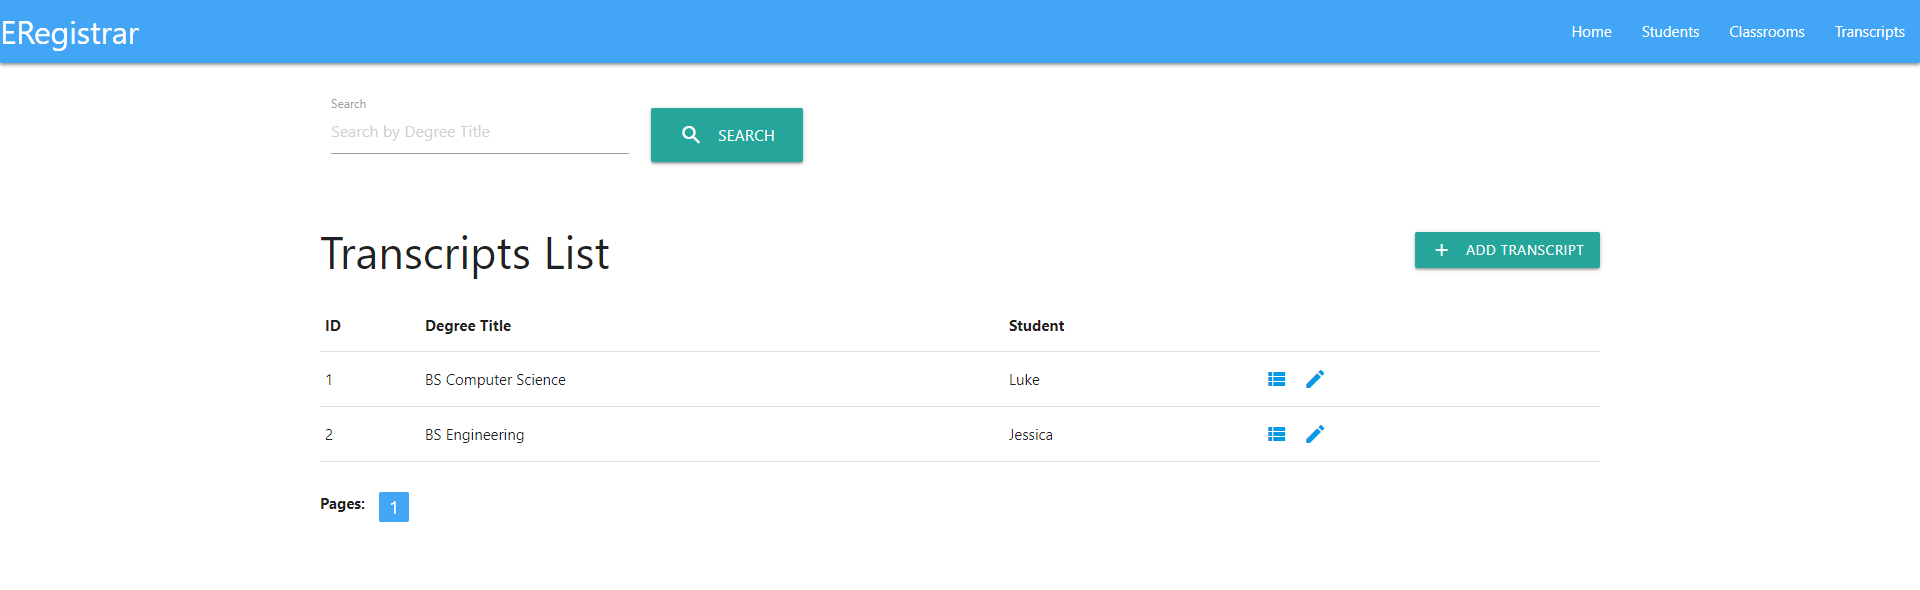 ERegistrar
Home Students Classrooms Transcripts
Search
Search by Degree Title
SEARCH
Transcripts List
ADD TRANSCRIPT
ID Degree Title Student
1 BS Computer Science Luke
2 BS Engineering Jessica
Pages: 1